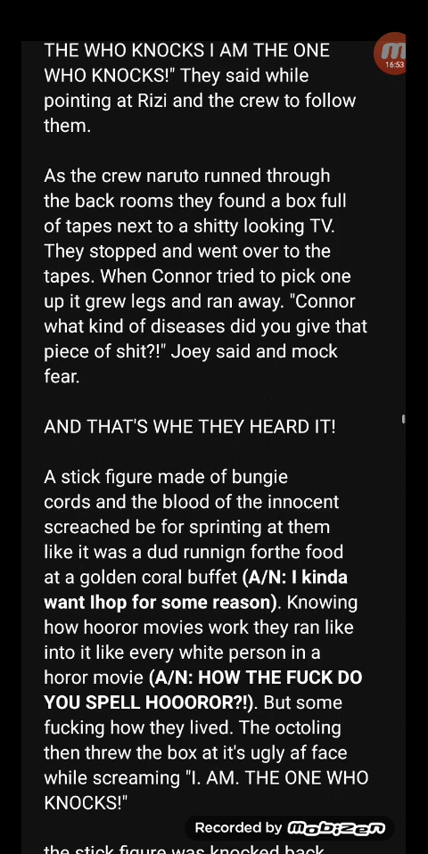 THE WHO KNOCKS I AM THE ONE
WHO KNOCKS!" They said while
pointing at Rizi and the crew to follow
them.
As the crew naruto runned through
the back rooms they found a box full
of tapes next to a shitty looking TV.
They stopped and went over to the
tapes. When Connor tried to pick one
up it grew legs and ran away. "Connor
what kind of diseases did you give that
piece of shit?!" Joey said and mock
fear.
AND THAT'S WHE THEY HEARD IT!
A stick figure made of bungie
cords and the blood of the innocent
screached be for sprinting at them
like it was a dud runnign forthe food
at a golden coral buffet (A/N: I kinda
want Ihop for some reason). Knowing
how hooror movies work they ran like
into it like every white person in a
horor movie (A/N: HOW THE FUCK DO
YOU SPELL HOOOROR?!). But some
fucking how they lived. The octoling
then threw the box at it's ugly af face
while screaming "I. AM. THE ONE WHO
KNOCKS!"
the stick figure was knocked back
16:53
Recorded by Mobizen